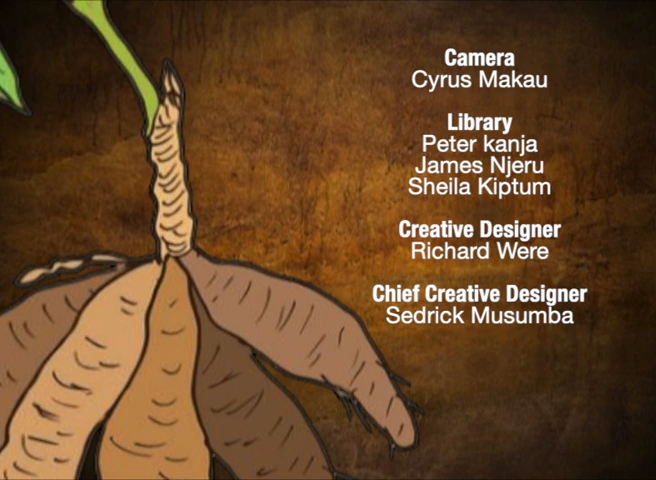 Camera
Cyrus Makau
Library
Peter kanja
James Njeru
Sheila Kiptum
Creative Designer
Richard Were
Chief Creative Designer
Sedrick Musumba